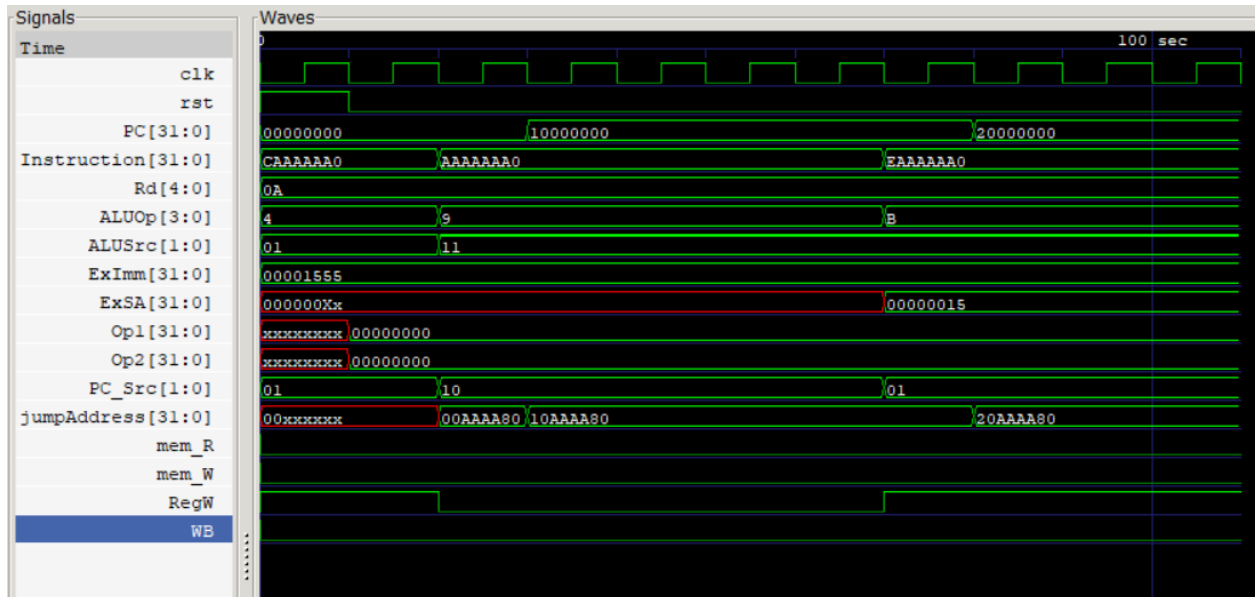 Signals Waves
Time 0 100 sec
clk
rst
PC[31:0] 00000000 10000000 20000000
Instruction[31:0] CAAAAAA0 AAAAAAA0 EAAAAAA0
Rd[4:0] 0A
ALUOp[3:0] 4 9 B
ALUSrc[1:0] 01 11
ExImm[31:0] 00001555
ExSA[31:0] 000000Xx 00000015
Op1[31:0] xxxxxxxx 00000000
Op2[31:0] xxxxxxxx 00000000
PC_Src[1:0] 01 10 01
jumpAddress[31:0] 00xxxxxx 00AAAA80 10AAAA80 20AAAA80
mem_R
mem_W
RegW
WB